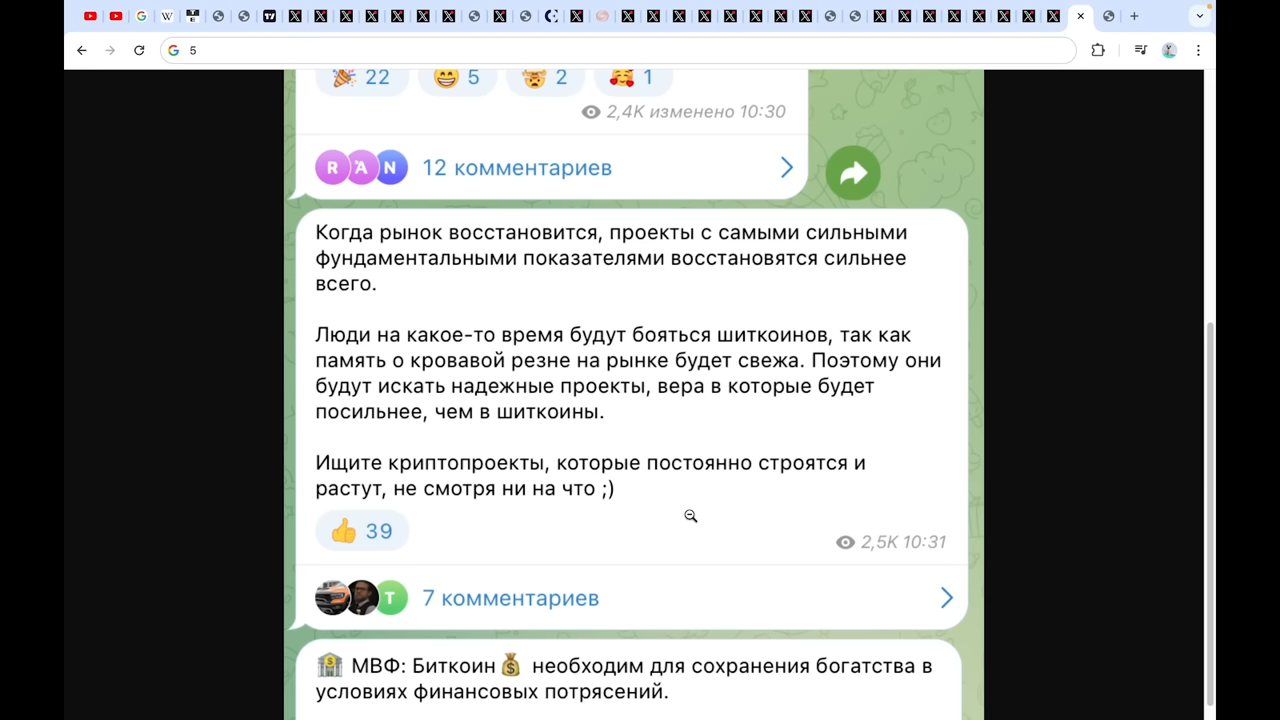 5
22 5 2 1
2,4K изменено 10:30
R A N 12 комментариев
Когда рынок восстановится, проекты с самыми сильными
фундаментальными показателями восстановятся сильнее
всего.
Люди на какое-то время будут бояться шиткоинов, так как
память о кровавой резне на рынке будет свежа. Поэтому они
будут искать надежные проекты, вера в которые будет
посильнее, чем в шиткоины.
Ищите криптопроекты, которые постоянно строятся и
растут, не смотря ни на что ;)
39
2,5K 10:31
T 7 комментариев
МВФ: Биткоин необходим для сохранения богатства в
условиях финансовых потрясений.